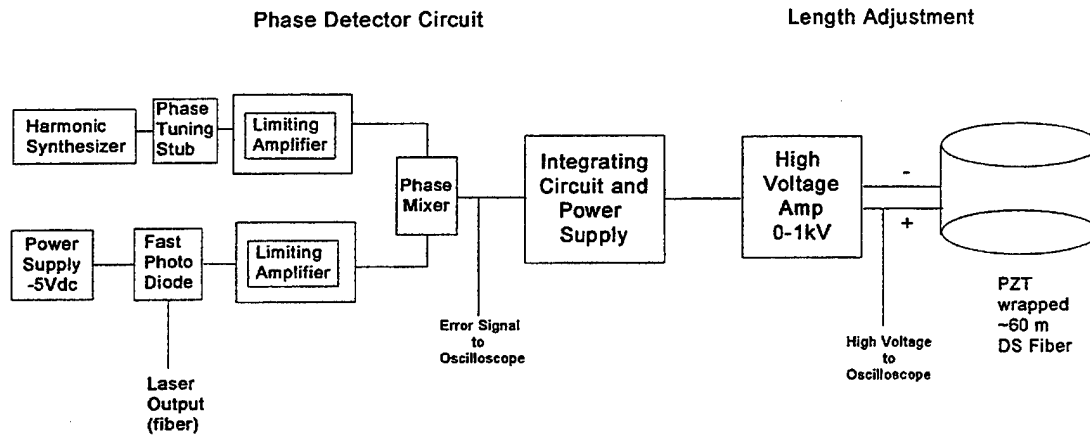 Phase Detector Circuit
Length Adjustment
Harmonic
Synthesizer
Phase
Tuning
Stub
Limiting
Amplifier
Phase
Mixer
Power
Supply
-5Vdc
Fast
Photo
Diode
Limiting
Amplifier
Laser
Output
(fiber)
Error Signal
to
Oscilloscope
Integrating
Circuit and
Power
Supply
High
Voltage
Amp
0-1kV
-
+
High Voltage
to
Oscilloscope
PZT
wrapped
~60 m
DS Fiber